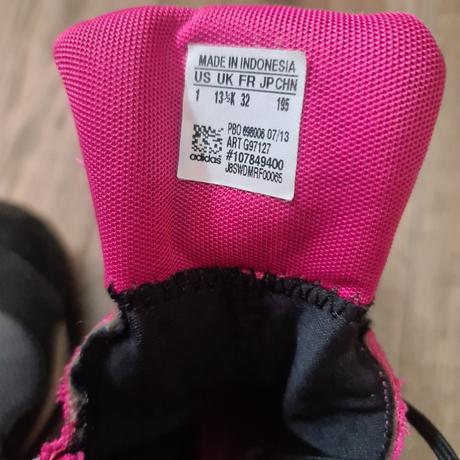 MADE IN INDONESIA
US UK FR JP CHN
1 13½K 32 195
PBO 698006 07/13
ART G97127
#107849400
adidas J8SWDMRF00065